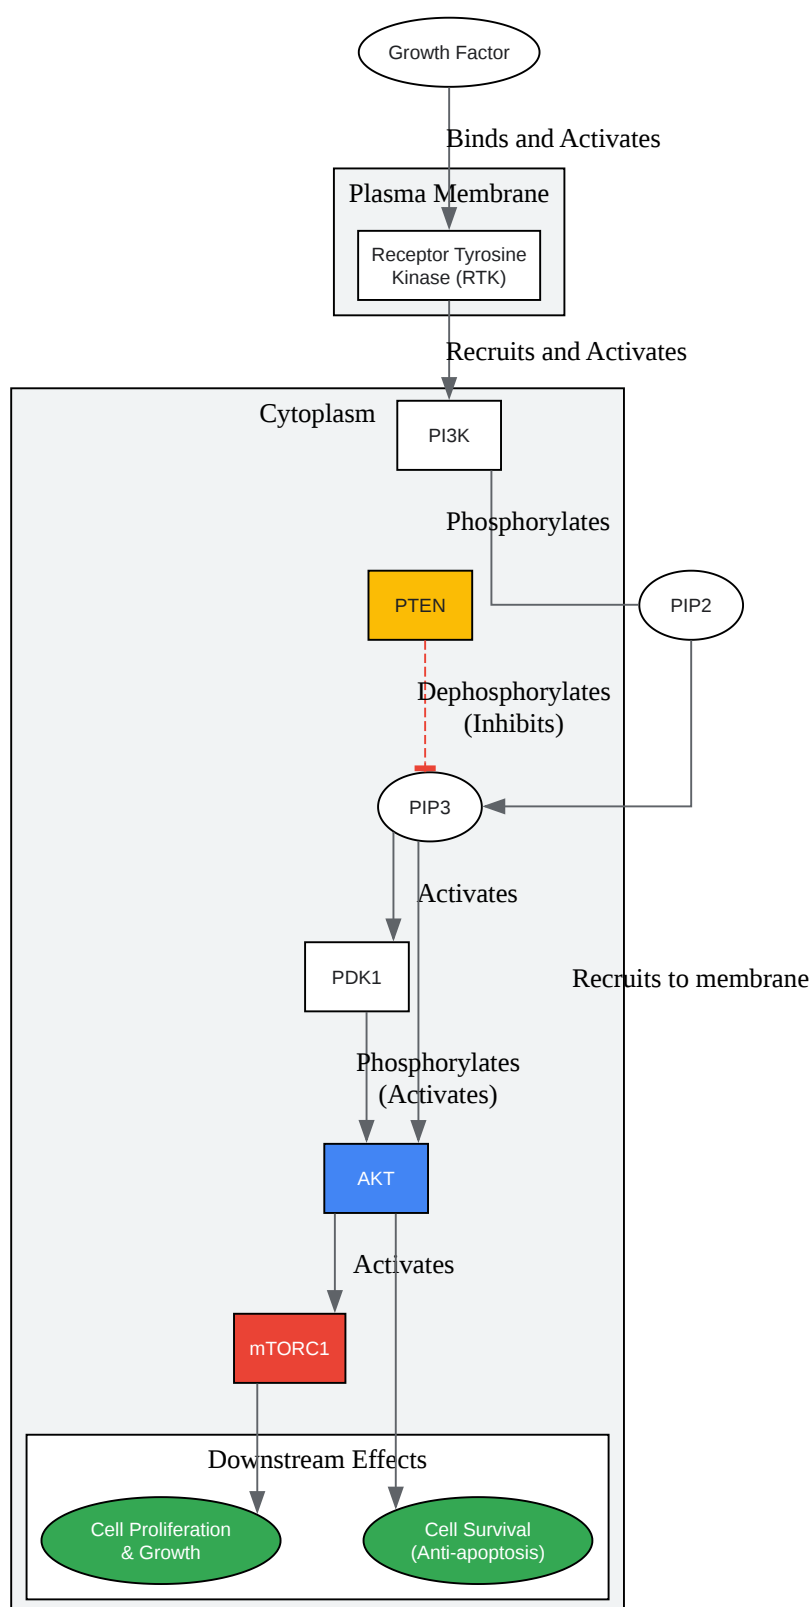 Growth Factor
Binds and Activates
Plasma Membrane
Receptor Tyrosine
Kinase (RTK)
Recruits and Activates
Cytoplasm
PI3K
Phosphorylates
PTEN
PIP2
Dephosphorylates
(Inhibits)
PIP3
Activates
PDK1
Recruits to membrane
Phosphorylates
(Activates)
AKT
Activates
mTORC1
Downstream Effects
Cell Proliferation
& Growth
Cell Survival
(Anti-apoptosis)